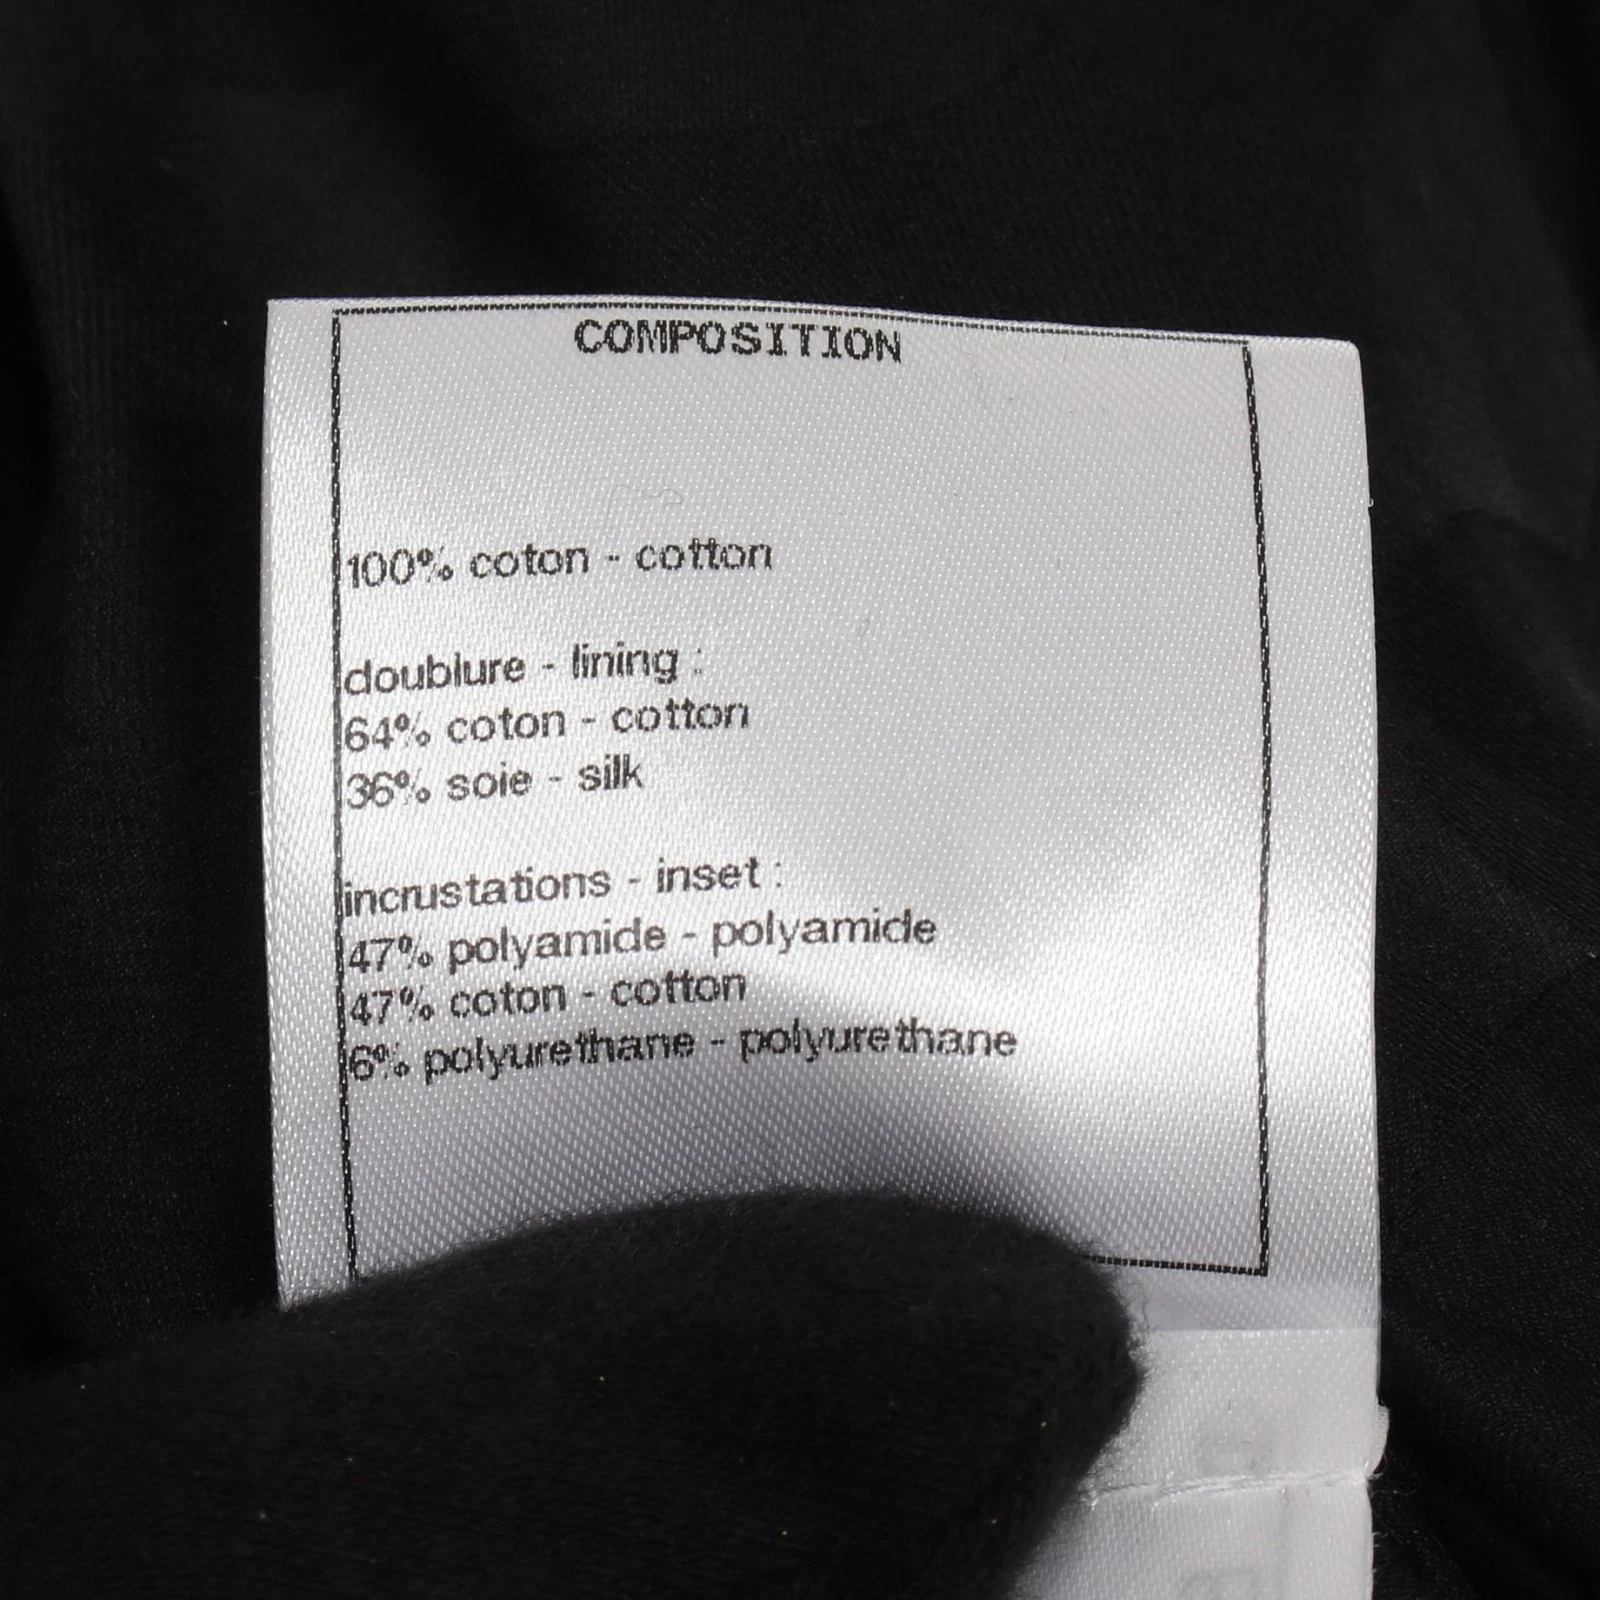 COMPOSITION
100% coton - cotton
doublure - lining :
64% coton - cotton
36% soie - silk
incrustations - inset :
47% polyamide - polyamide
47% coton - cotton
6% polyurethane - polyurethane